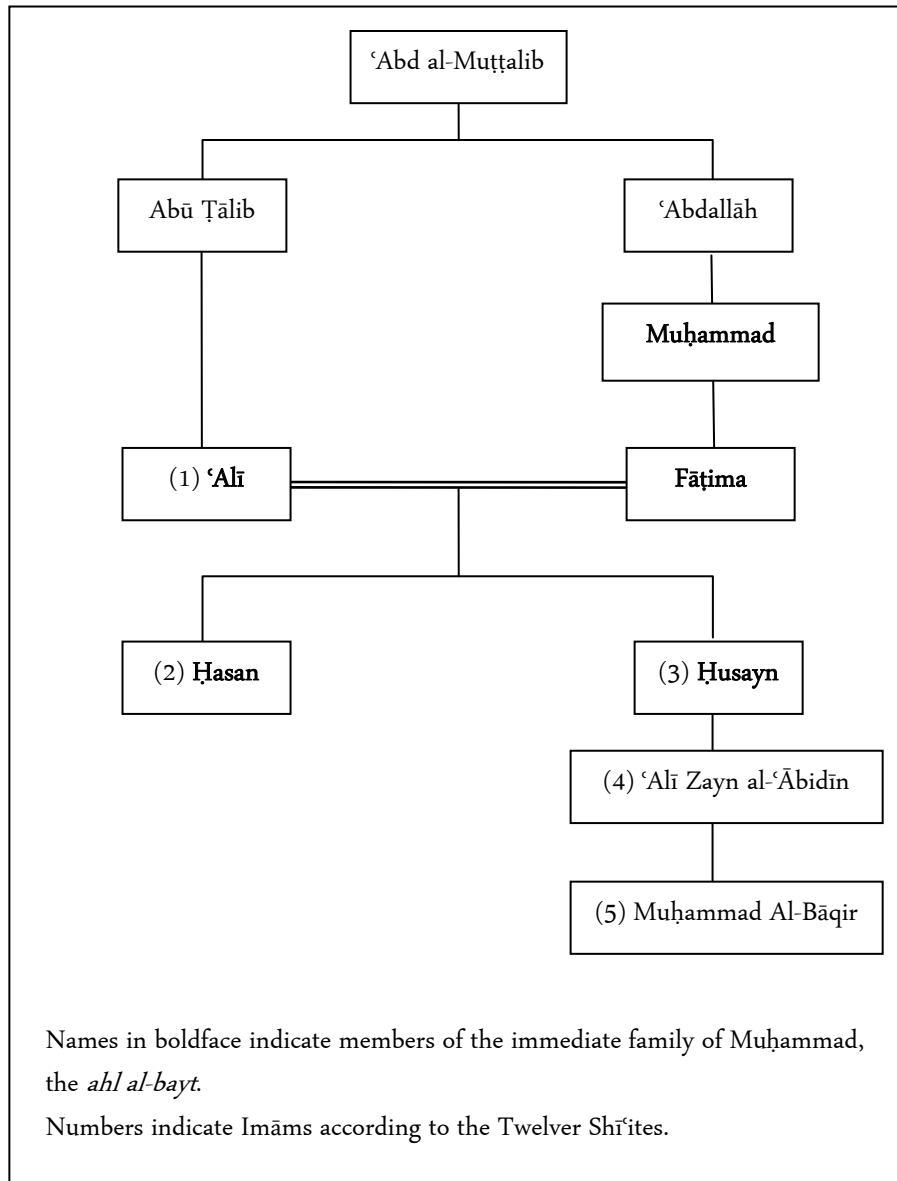 ʿAbd al-Muṭṭalib
Abū Ṭālib
ʿAbdallāh
Muḥammad
(1) ʿAlī
Fāṭima
(2) Ḥasan
(3) Ḥusayn
(4) ʿAlī Zayn al-ʿĀbidīn
(5) Muḥammad Al-Bāqir
Names in boldface indicate members of the immediate family of Muḥammad,
the ahl al-bayt.
Numbers indicate Imāms according to the Twelver Shīʿites.